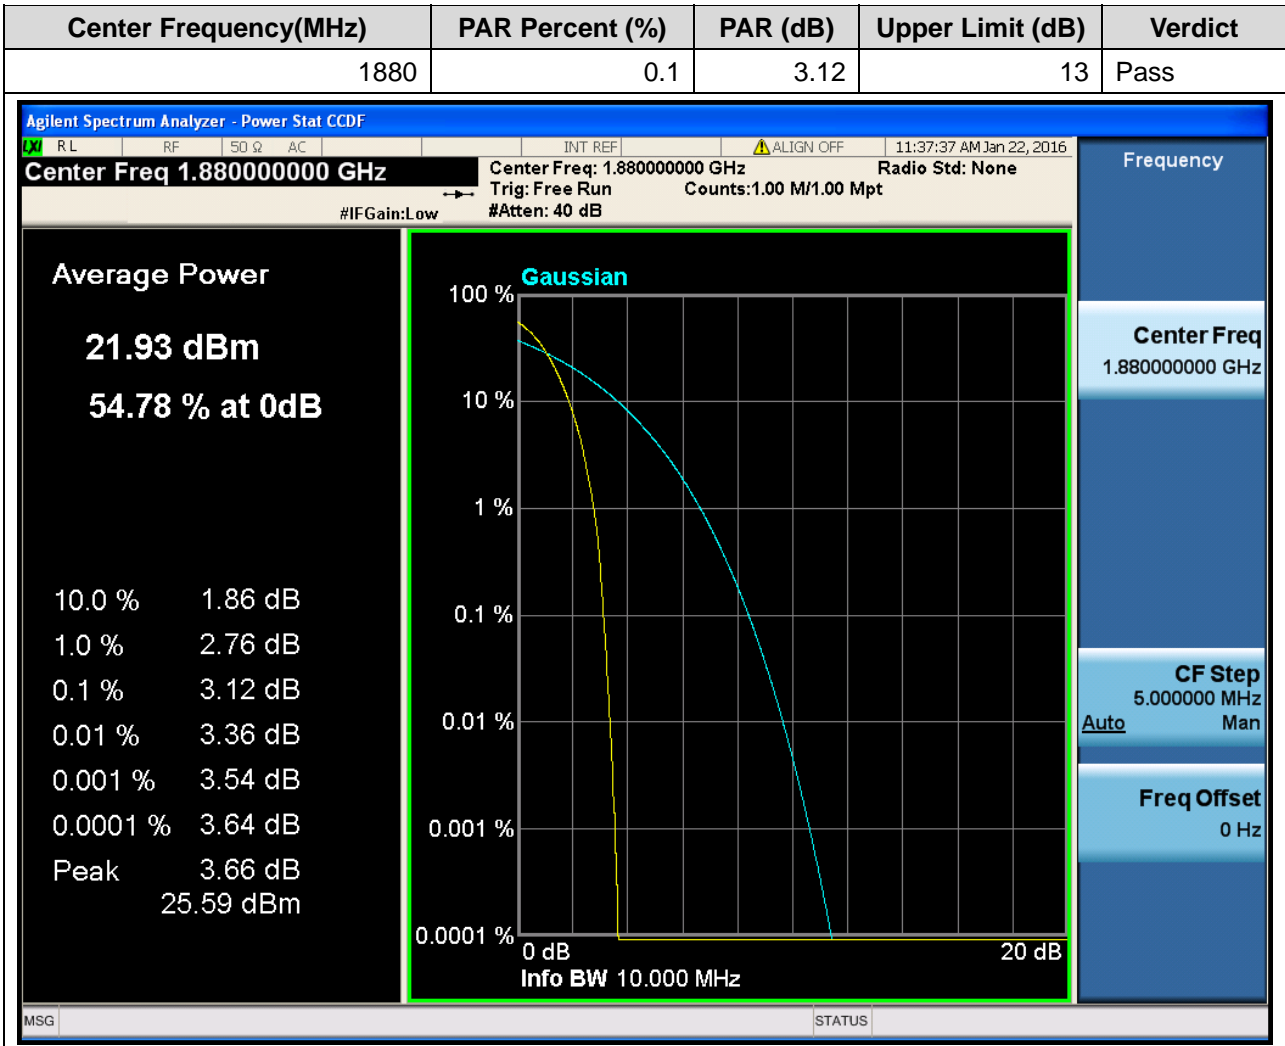 Center Frequency(MHz) PAR Percent (%) PAR (dB) Upper Limit (dB) Verdict
1880 0.1 3.12 13 Pass
Agilent Spectrum Analyzer - Power Stat CCDF
LXI RL RF 50 Ω AC INT REF ALIGN OFF 11:37:37 AM Jan 22, 2016
Center Freq 1.880000000 GHz
Center Freq: 1.880000000 GHz Radio Std: None
Trig: Free Run Counts:1.00 M/1.00 Mpt
#IFGain:Low #Atten: 40 dB
Average Power
21.93 dBm
54.78 % at 0dB
10.0 % 1.86 dB
1.0 % 2.76 dB
0.1 % 3.12 dB
0.01 % 3.36 dB
0.001 % 3.54 dB
0.0001 % 3.64 dB
Peak 3.66 dB
25.59 dBm
Gaussian
100 %
10 %
1 %
0.1 %
0.01 %
0.001 %
0.0001 %
0 dB 20 dB
Info BW 10.000 MHz
Frequency
Center Freq
1.880000000 GHz
CF Step
5.000000 MHz
Auto Man
Freq Offset
0 Hz
MSG STATUS